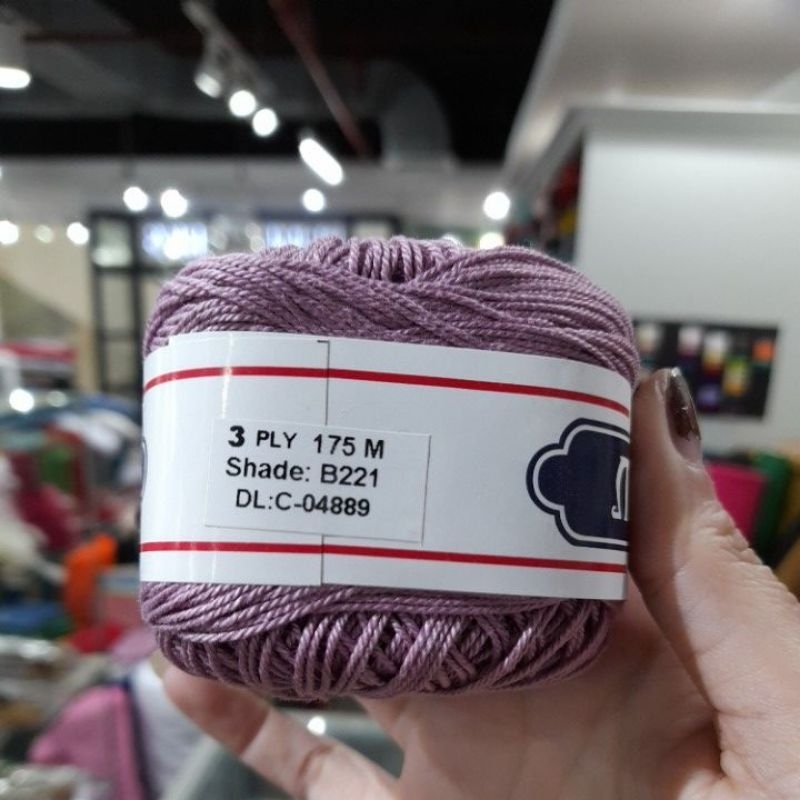 3 PLY 175 M
Shade: B221
DL:C-04889